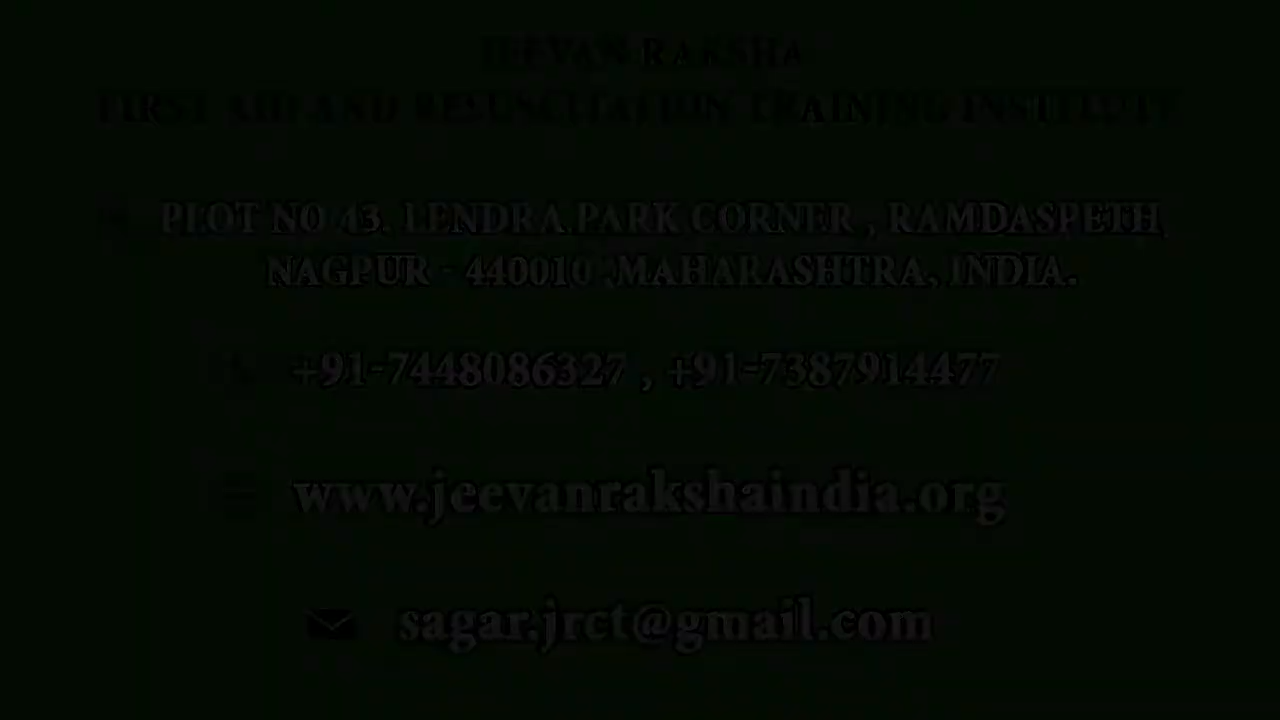 JEEVAN RAKSHA
FIRST AID AND RESUSCITATION TRAINING INSTITUTE
PLOT NO 43, LENDRA PARK CORNER , RAMDASPETH,
NAGPUR - 440010 ,MAHARASHTRA, INDIA.
+91-7448086327 , +91-7387914477
www.jeevanrakshaindia.org
sagar.jrct@gmail.com